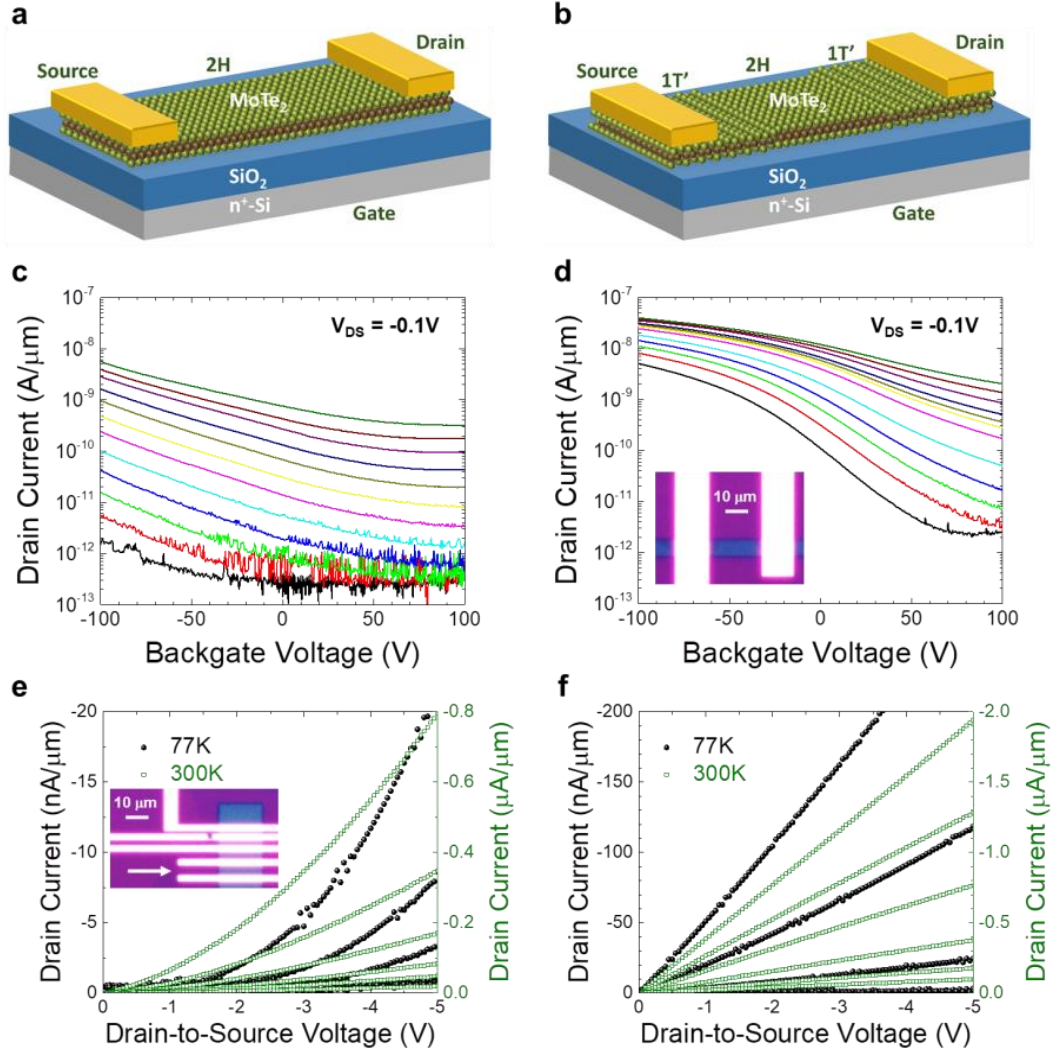 a
b
2H
Drain
Source
MoTe₂
SiO₂
n⁺-Si
Gate
2H
1T'
Drain
Source
1T'
MoTe₂
SiO₂
n⁺-Si
Gate
c
d
10⁻⁷
10⁻⁸
10⁻⁹
10⁻¹⁰
10⁻¹¹
10⁻¹²
10⁻¹³
Drain Current (A/μm)
V_DS = -0.1V
-100
-50
0
50
100
Backgate Voltage (V)
10⁻⁷
10⁻⁸
10⁻⁹
10⁻¹⁰
10⁻¹¹
10⁻¹²
10⁻¹³
Drain Current (A/μm)
V_DS = -0.1V
10 μm
-100
-50
0
50
100
Backgate Voltage (V)
e
f
-20
-15
-10
-5
0
Drain Current (nA/μm)
77K
300K
10 μm
-0.8
-0.6
-0.4
-0.2
0.0
Drain Current (μA/μm)
0
-1
-2
-3
-4
-5
Drain-to-Source Voltage (V)
-200
-150
-100
-50
0
Drain Current (nA/μm)
77K
300K
-2.0
-1.5
-1.0
-0.5
0.0
Drain Current (μA/μm)
0
-1
-2
-3
-4
-5
Drain-to-Source Voltage (V)